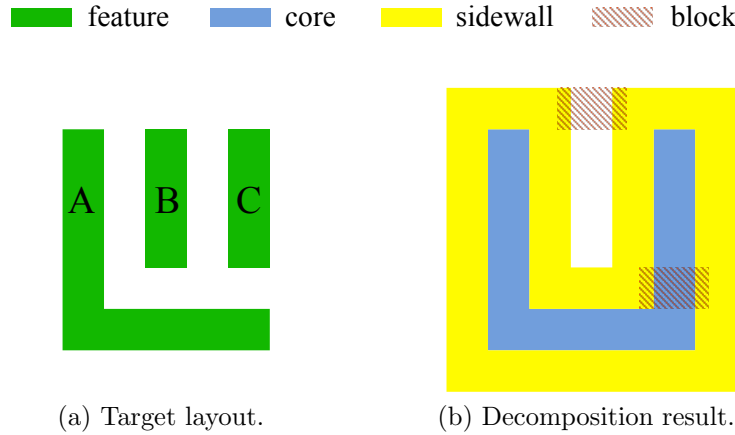 feature core sidewall block
A B C
(a) Target layout. (b) Decomposition result.